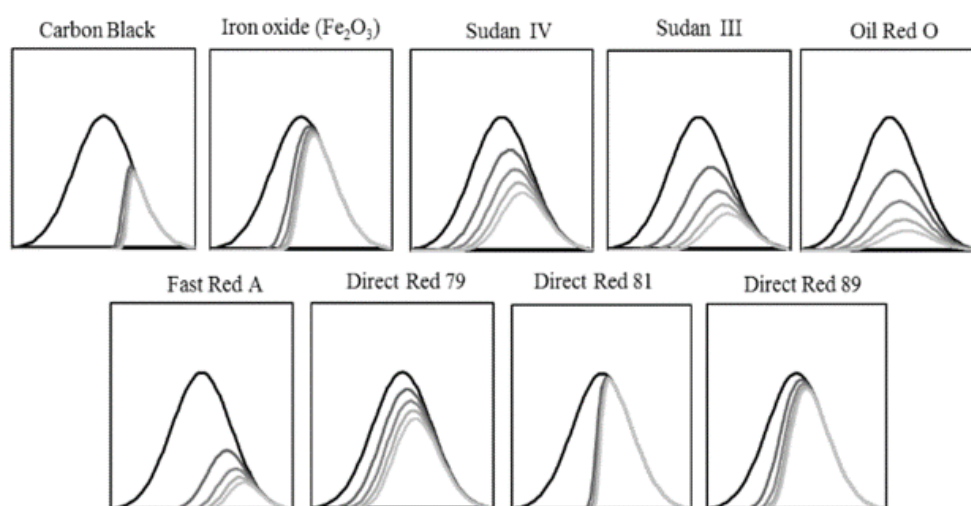 Carbon Black
Iron oxide (Fe₂O₃)
Sudan IV
Sudan III
Oil Red O
Fast Red A
Direct Red 79
Direct Red 81
Direct Red 89